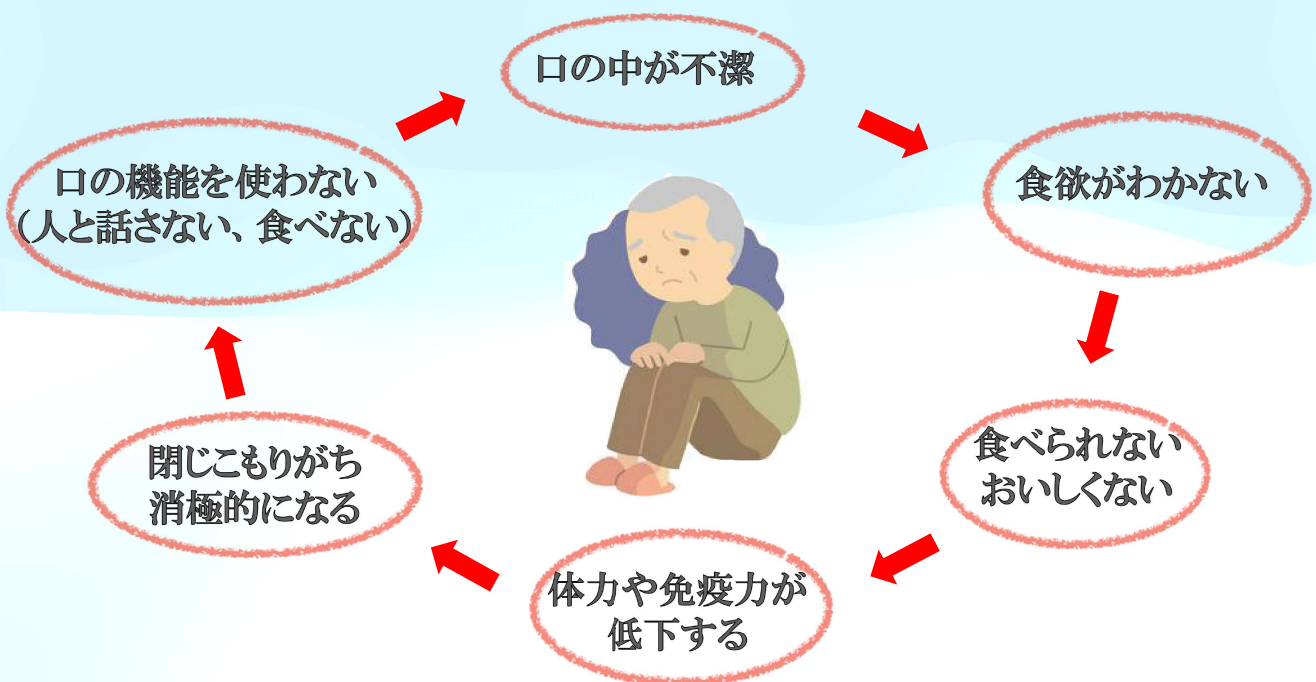 口の中が不潔
食欲がわかない
食べられない
おいしくない
体力や免疫力が
低下する
閉じこもりがち
消極的になる
口の機能を使わない
(人と話さない、食べない)